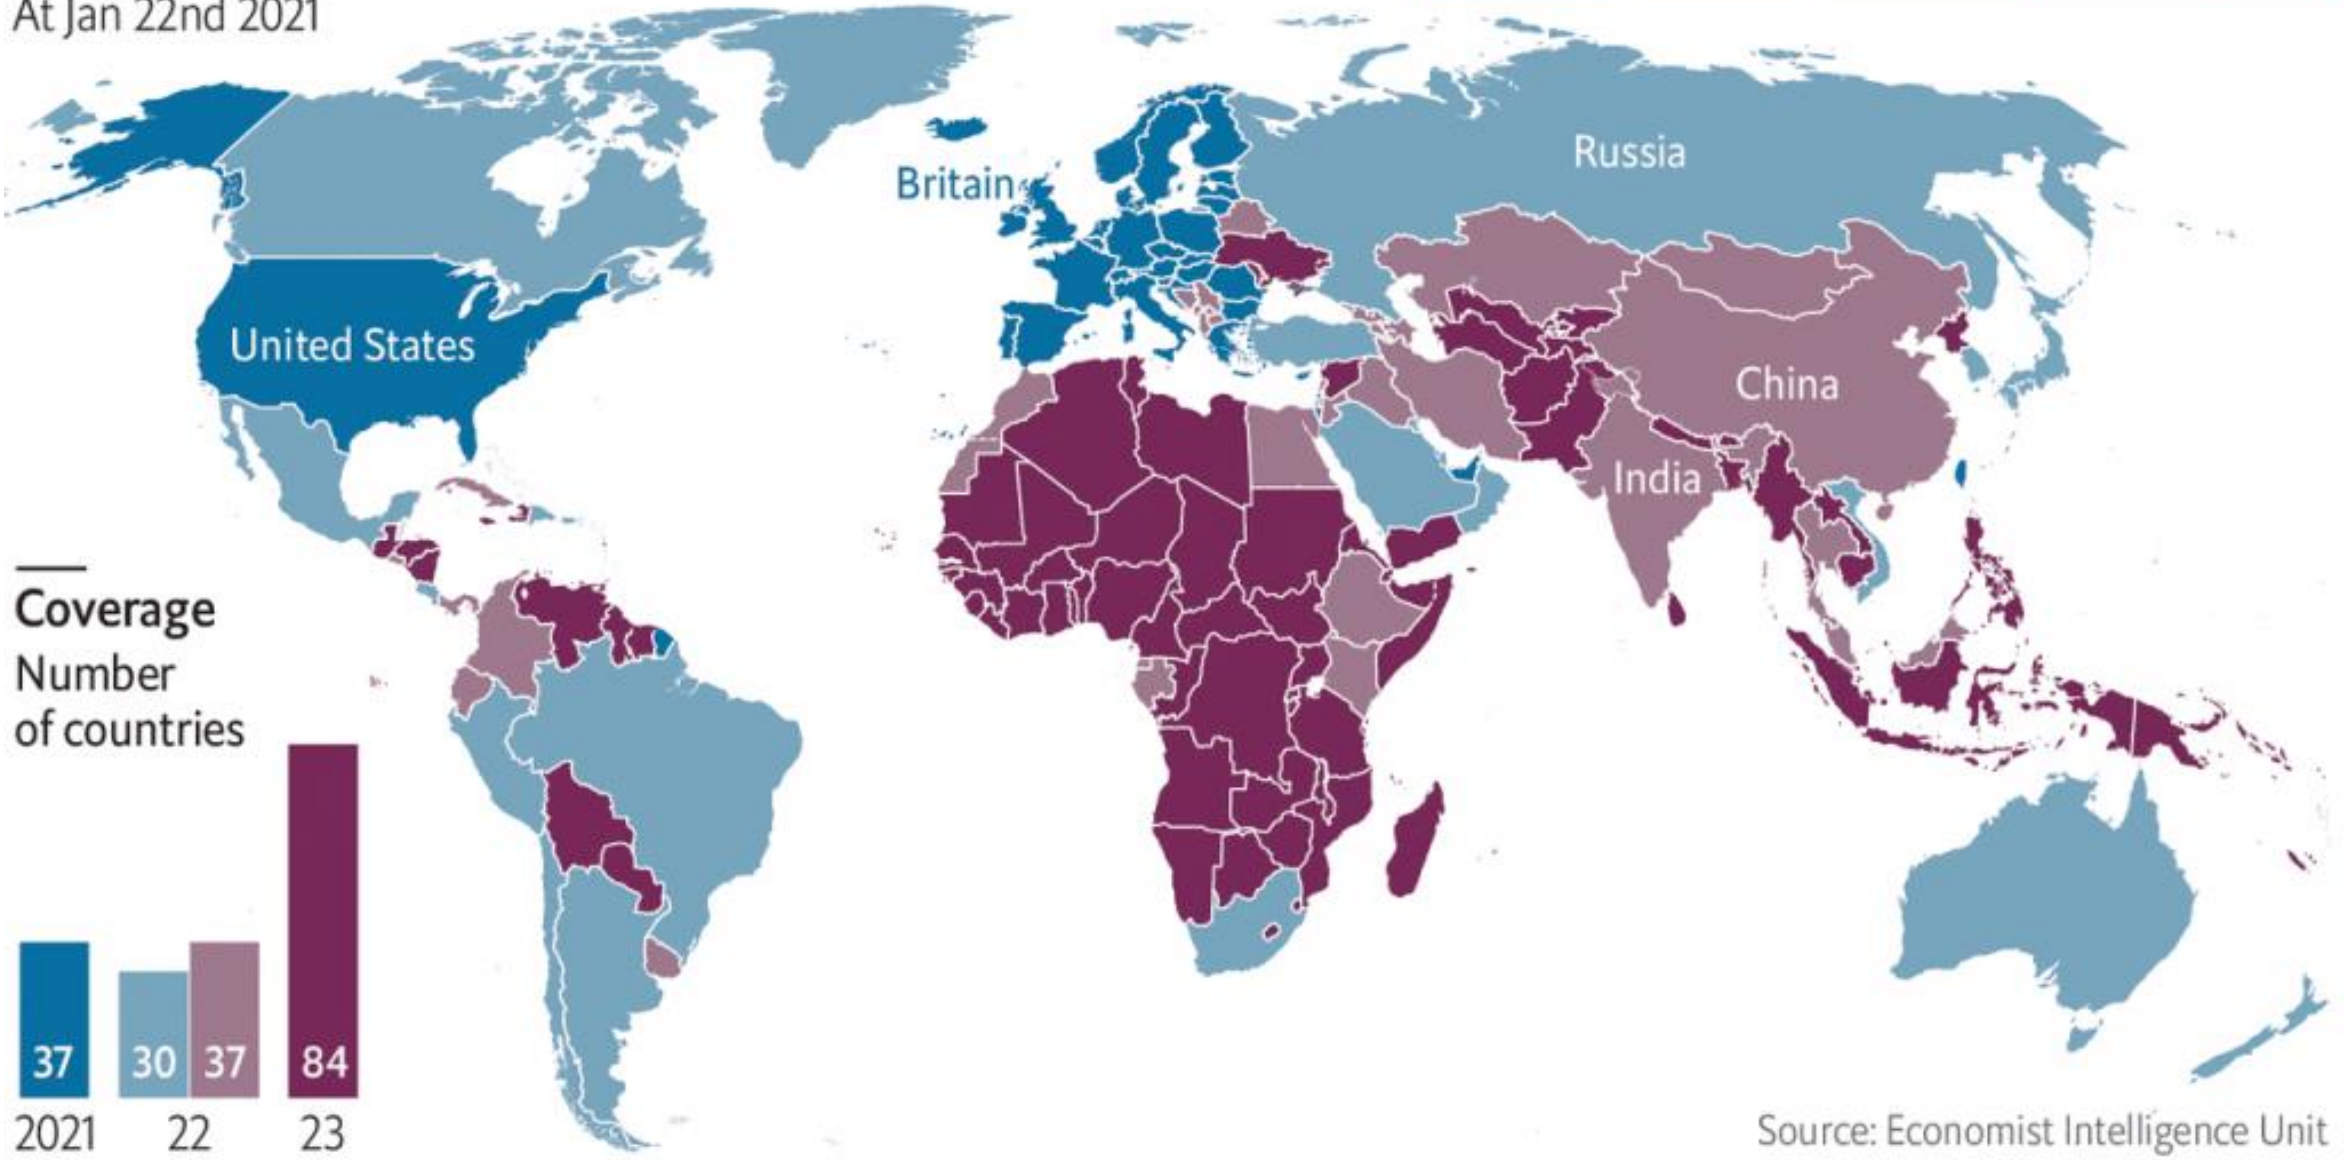 At Jan 22nd 2021
Russia
Britain
United States
China
India
Coverage
Number
of countries
37
30
37
84
2021
22
23
Source: Economist Intelligence Unit